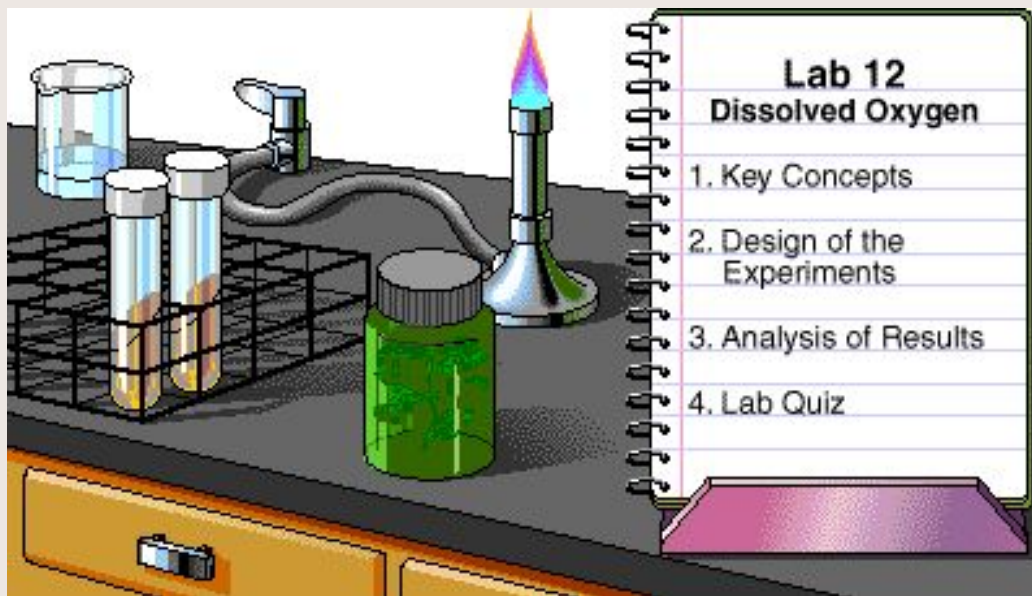 Lab 12
Dissolved Oxygen
1. Key Concepts
2. Design of the
Experiments
3. Analysis of Results
4. Lab Quiz